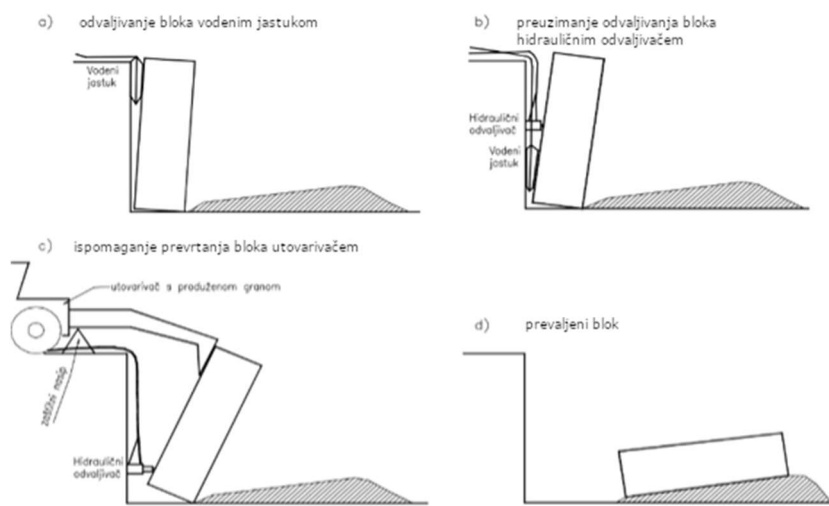 a) odvaljivanje bloka vodenim jastukom
Vodeni
jastuk
b) preuzimanje odvaljivanja bloka
hidrauličnim odvaljivačem
Hidraulični
odvaljivač
Vodeni
jastuk
c) ispomaganje prevrtanja bloka utovarivačem
utovarivač s produženom granom
zaštitni nasip
Hidraulični
odvaljivač
d) prevaljeni blok